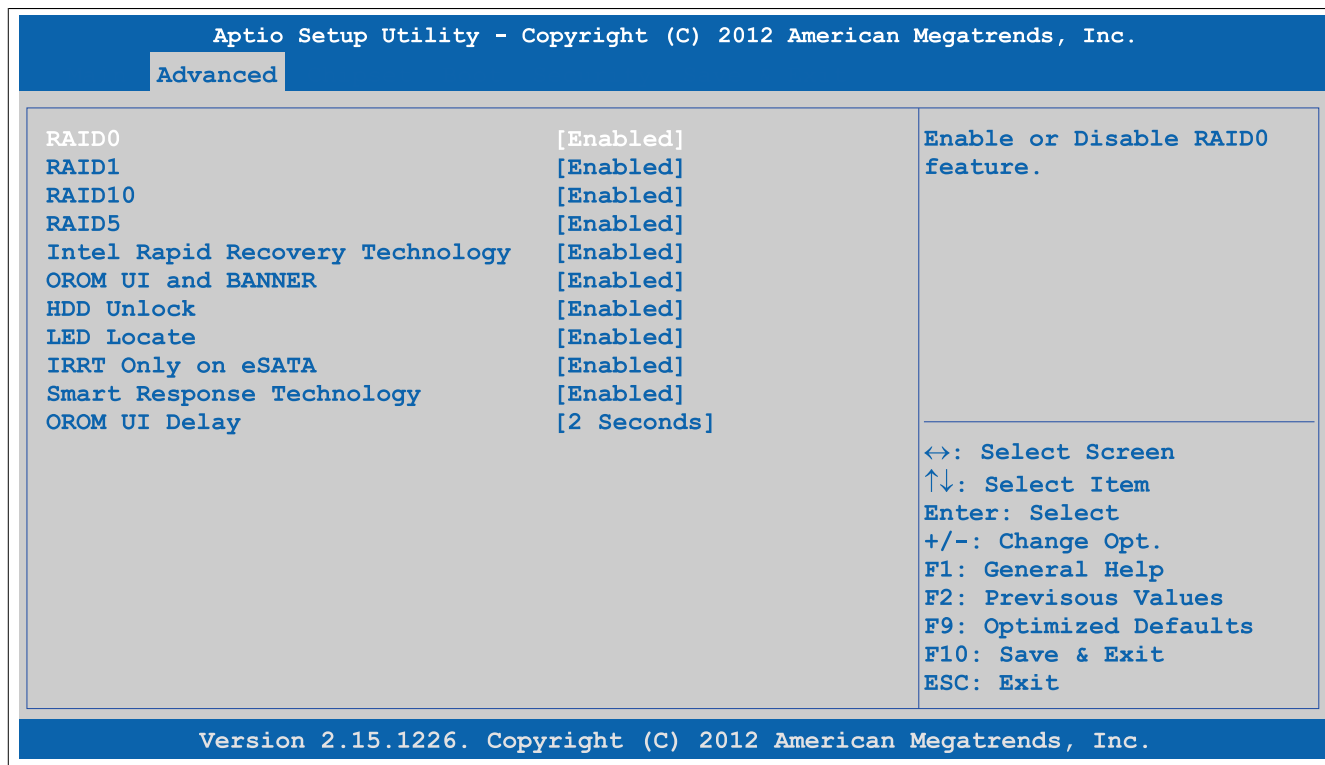 Aptio Setup Utility - Copyright (C) 2012 American Megatrends, Inc.
Advanced
RAID0 [Enabled]
RAID1 [Enabled]
RAID10 [Enabled]
RAID5 [Enabled]
Intel Rapid Recovery Technology [Enabled]
OROM UI and BANNER [Enabled]
HDD Unlock [Enabled]
LED Locate [Enabled]
IRRT Only on eSATA [Enabled]
Smart Response Technology [Enabled]
OROM UI Delay [2 Seconds]
Enable or Disable RAID0
feature.
↔: Select Screen
↑↓: Select Item
Enter: Select
+/-: Change Opt.
F1: General Help
F2: Previsous Values
F9: Optimized Defaults
F10: Save & Exit
ESC: Exit
Version 2.15.1226. Copyright (C) 2012 American Megatrends, Inc.